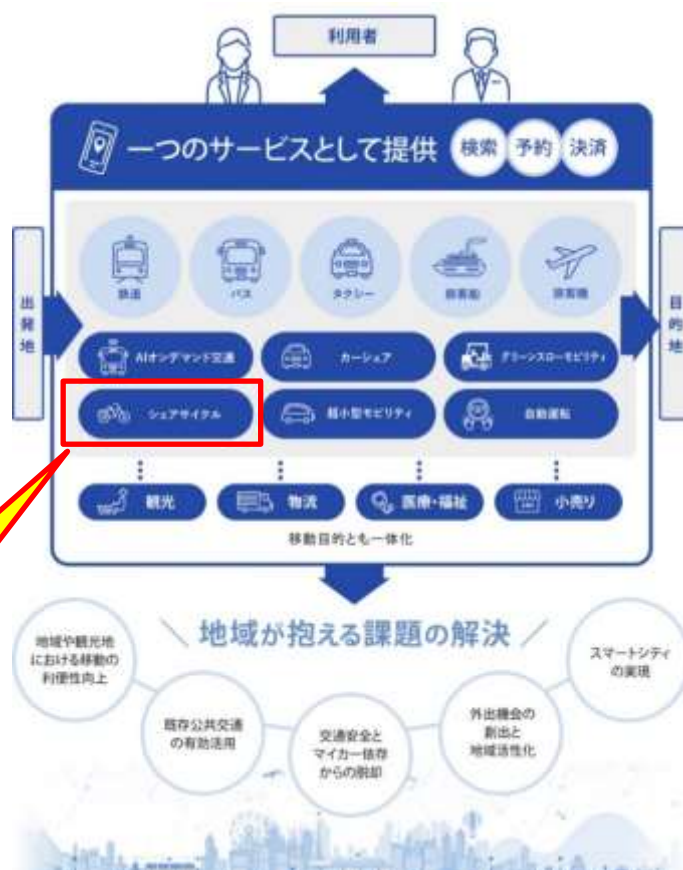 利用者
一つのサービスとして提供 検索 予約 決済
出発地
目的地
鉄道 バス タクシー 旅客船 旅客機
AIオンデマンド交通 カーシェア グリーンスローモビリティ
シェアサイクル 超小型モビリティ 自動運転
観光 物流 医療・福祉 小売り
移動目的とも一体化
地域が抱える課題の解決
地域や観光地
における移動の
利便性向上
既存公共交通
の有効活用
交通安全と
マイカー依存
からの脱却
外出機会の
創出と
地域活性化
スマートシティ
の実現